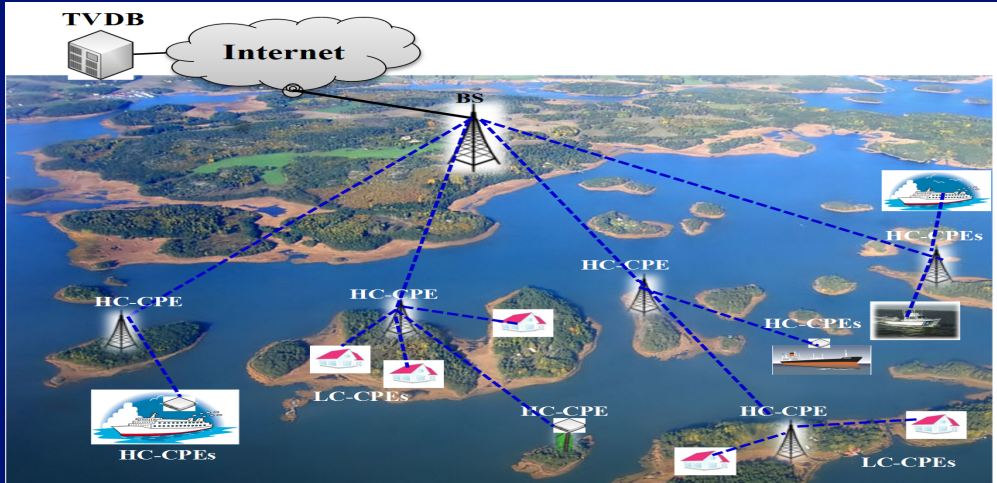 TVDB
Internet
BS
HC-CPEs
HC-CPE
HC-CPE
HC-CPE
HC-CPEs
LC-CPEs
HC-CPE
HC-CPE
HC-CPEs
LC-CPEs